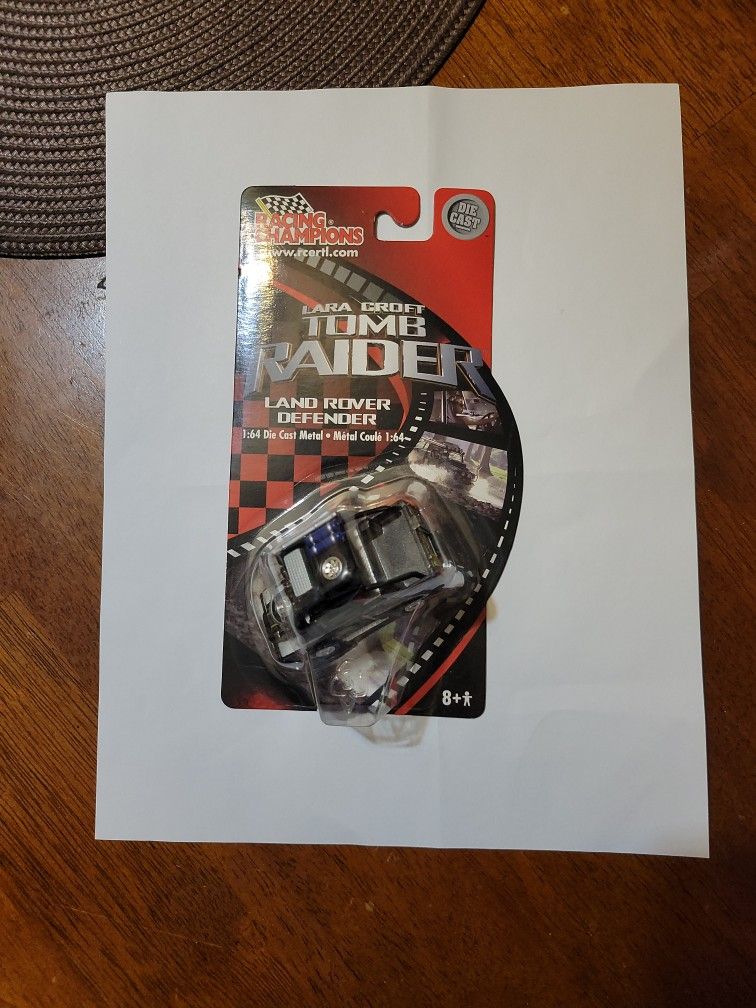 RACING
CHAMPIONS
www.rcertl.com
DIE
CAST
LARA CROFT
TOMB
RAIDER
LAND ROVER
DEFENDER
1:64 Die Cast Metal • Métal Coulé 1:64
8+